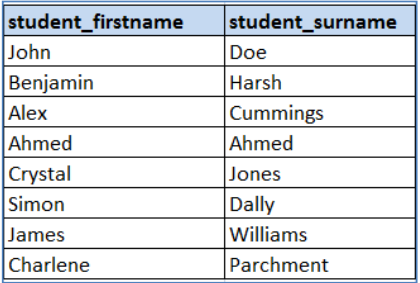 student_firstname student_surname
John Doe
Benjamin Harsh
Alex Cummings
Ahmed Ahmed
Crystal Jones
Simon Dally
James Williams
Charlene Parchment